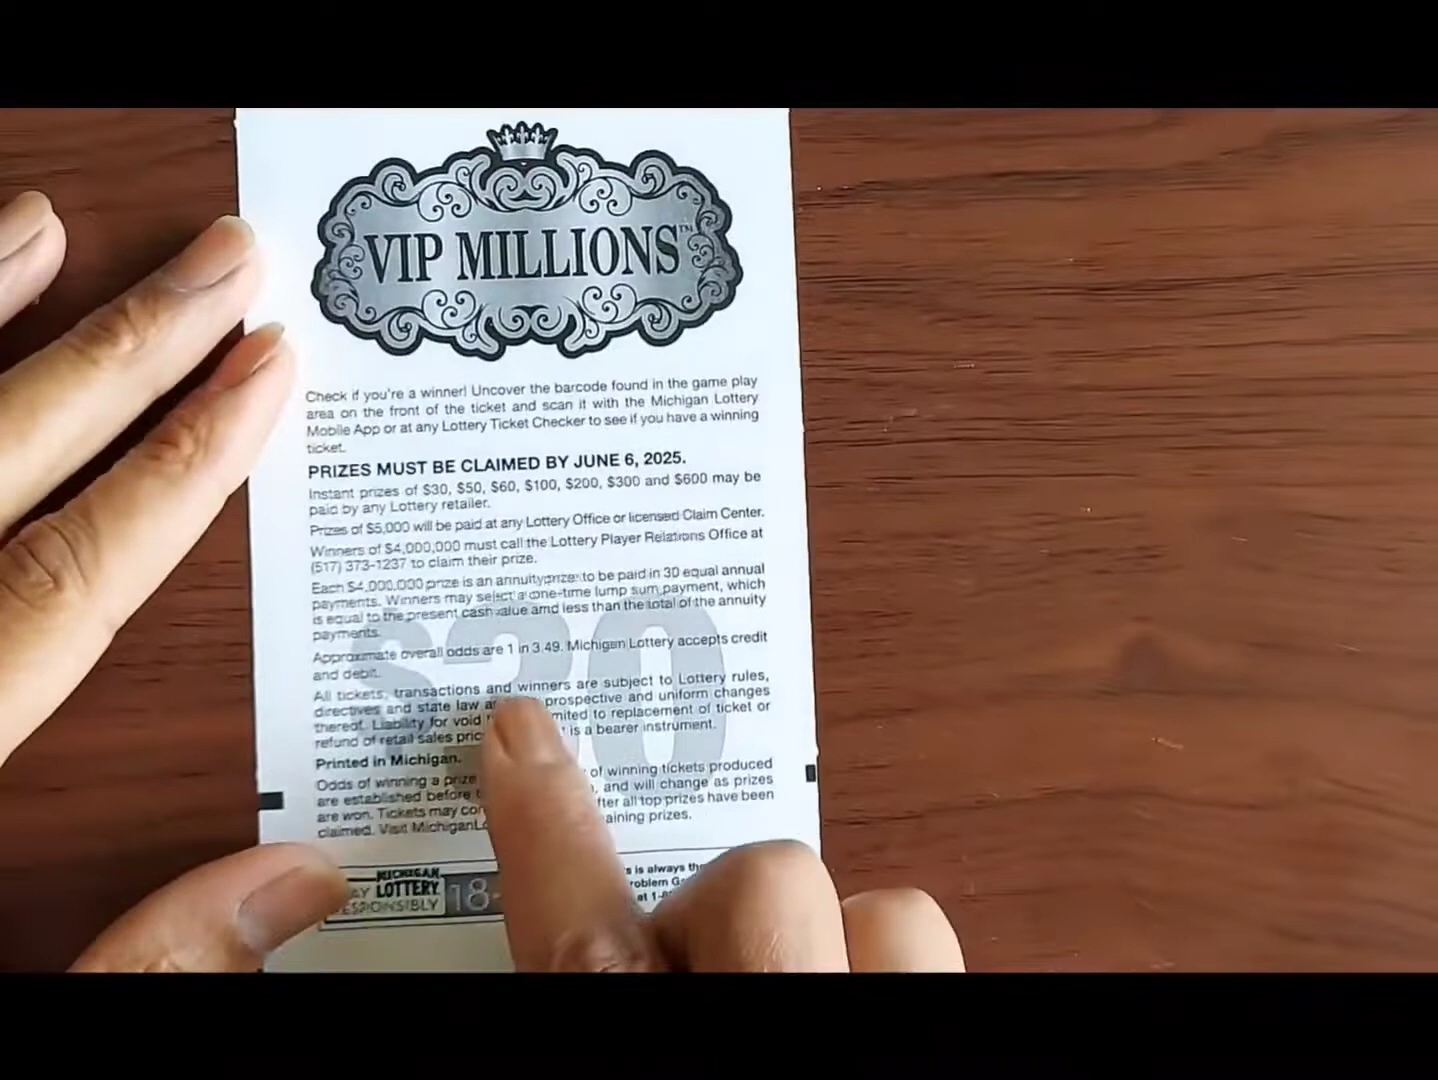 VIP MILLIONS™
Check if you're a winner! Uncover the barcode found in the game play
area on the front of the ticket and scan it with the Michigan Lottery
Mobile App or at any Lottery Ticket Checker to see if you have a winning
ticket.
PRIZES MUST BE CLAIMED BY JUNE 6, 2025.
Instant prizes of $30, $50, $60, $100, $200, $300 and $600 may be
paid by any Lottery retailer.
Prizes of $5,000 will be paid at any Lottery Office or licensed Claim Center.
Winners of $4,000,000 must call the Lottery Player Relations Office at
(517) 373-1237 to claim their prize.
Each $4,000,000 prize is an annuity prize to be paid in 30 equal annual
payments. Winners may select a one-time lump sum payment, which
is equal to the present cash value and less than the total of the annuity
payments.
$30
Approximate overall odds are 1 in 3.49. Michigan Lottery accepts credit
and debit.
All tickets, transactions and winners are subject to Lottery rules,
directives and state law prospective and uniform changes
thereof. Liability for void to replacement of ticket or
refund of retail sales is a bearer instrument.
Printed in Michigan.
Odds of winning a prize of winning tickets produced
are established before and will change as prizes
are won. Tickets may all top prizes have been
claimed. Visit prizes.
MICHIGAN
LOTTERY 18
is always
at